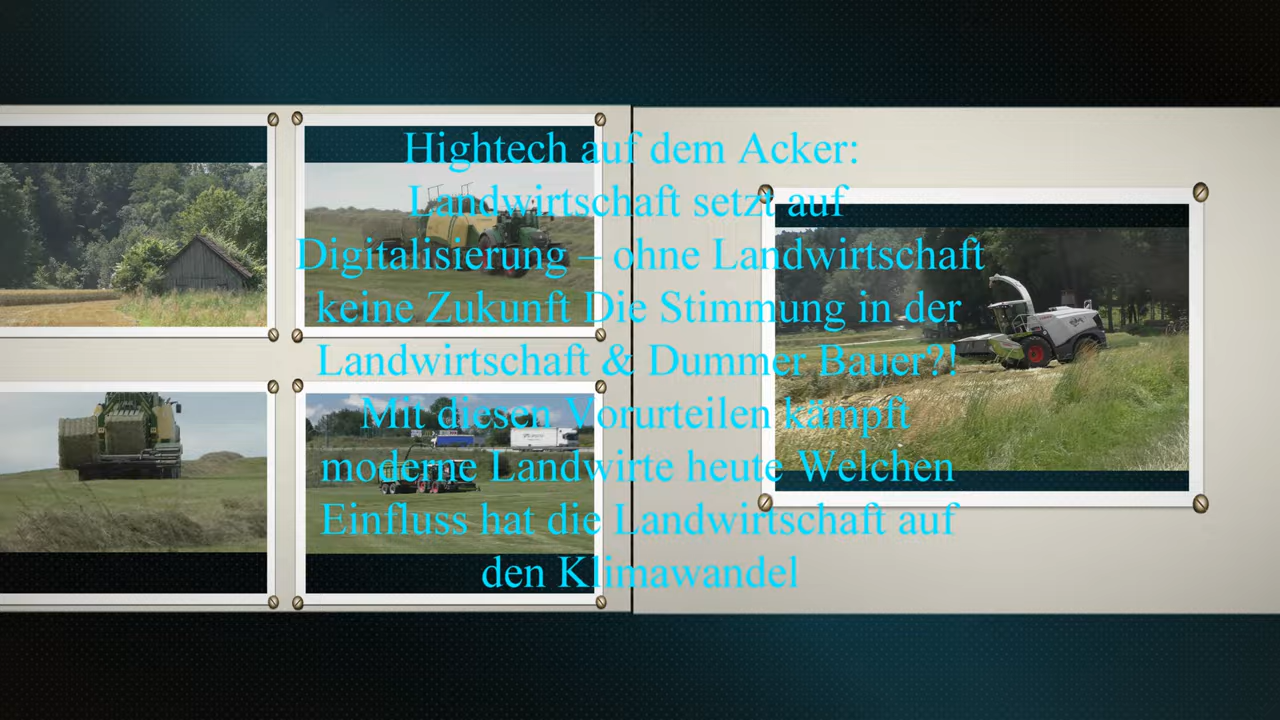 Hightech auf dem Acker:
Landwirtschaft setzt auf
Digitalisierung – ohne Landwirtschaft
keine Zukunft Die Stimmung in der
Landwirtschaft & Dummer Bauer?!
Mit diesen Vorurteilen kämpft
moderne Landwirte heute Welchen
Einfluss hat die Landwirtschaft auf
den Klimawandel